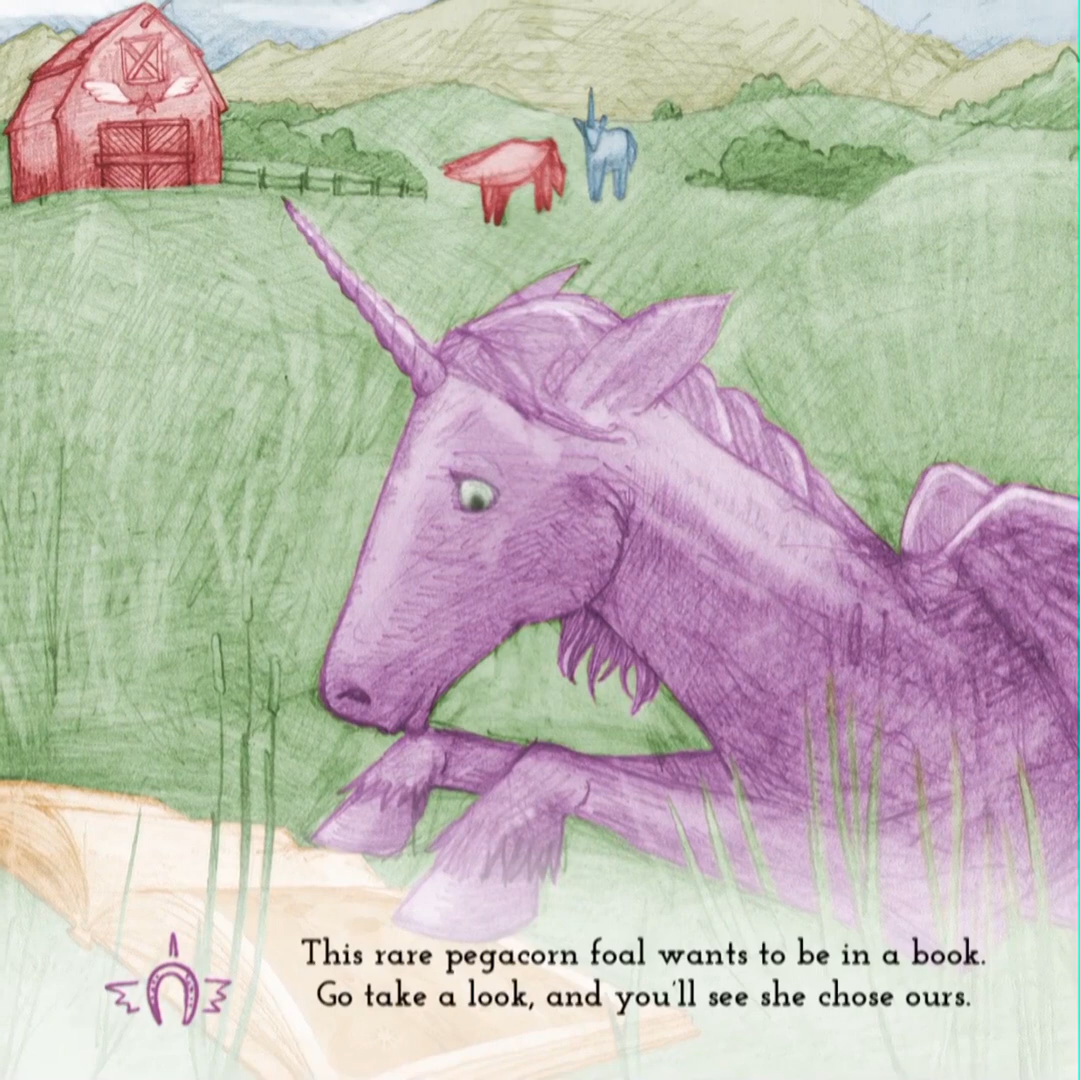 This rare pegacorn foal wants to be in a book.
Go take a look, and you'll see she chose ours.